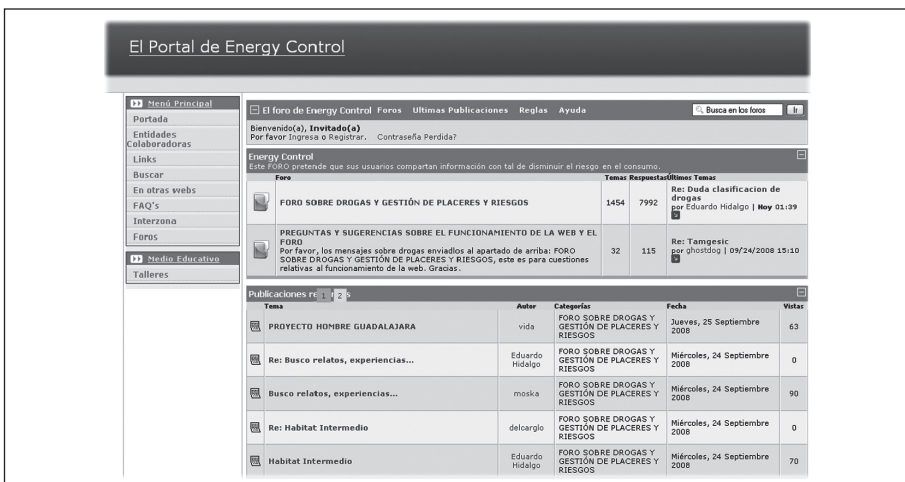 El Portal de Energy Control
Menú Principal
Portada
Entidades
Colaboradoras
Links
Buscar
En otras webs
FAQ's
Interzona
Foros
Medio Educativo
Talleres
El foro de Energy Control Foros Ultimas Publicaciones Reglas Ayuda
Busca en los foros Ir
Bienvenido(a), Invitado(a)
Por favor Ingresa o Registrar. Contraseña Perdida?
Energy Control
Este FORO pretende que sus usuarios compartan información con tal de disminuir el riesgo en el consumo.
Foro Temas Respuestas Últimos Temas
FORO SOBRE DROGAS Y GESTIÓN DE PLACERES Y RIESGOS 1454 7992
Re: Duda clasificacion de
drogas
por Eduardo Hidalgo | Hoy 01:39
PREGUNTAS Y SUGERENCIAS SOBRE EL FUNCIONAMIENTO DE LA WEB Y EL
FORO
Por favor, los mensajes sobre drogas enviadlos al apartado de arriba: FORO
SOBRE DROGAS Y GESTIÓN DE PLACERES Y RIESGOS, este es para cuestiones
relativas al funcionamiento de la web. Gracias.
32 115
Re: Tamgesic
por ghostdog | 09/24/2008 15:10
Publicaciones 1 2
Tema Autor Categorías Fecha Vistas
PROYECTO HOMBRE GUADALAJARA vida
FORO SOBRE DROGAS Y
GESTIÓN DE PLACERES Y
RIESGOS
Jueves, 25 Septiembre
2008
63
Re: Busco relatos, experiencias...
Eduardo
Hidalgo
FORO SOBRE DROGAS Y
GESTIÓN DE PLACERES Y
RIESGOS
Miércoles, 24 Septiembre
2008
0
Busco relatos, experiencias... moska
FORO SOBRE DROGAS Y
GESTIÓN DE PLACERES Y
RIESGOS
Miércoles, 24 Septiembre
2008
90
Re: Habitat Intermedio delcarglo
FORO SOBRE DROGAS Y
GESTIÓN DE PLACERES Y
RIESGOS
Miércoles, 24 Septiembre
2008
0
Habitat Intermedio
Eduardo
Hidalgo
FORO SOBRE DROGAS Y
GESTIÓN DE PLACERES Y
RIESGOS
Miércoles, 24 Septiembre
2008
70